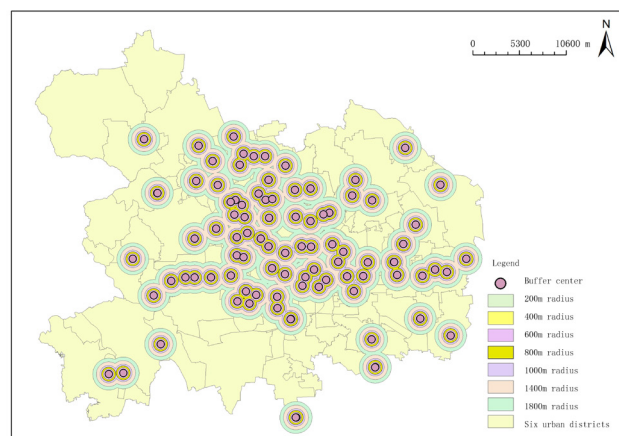 N
0 5300 10600 m
Legend
Buffer center
200m radius
400m radius
600m radius
800m radius
1000m radius
1400m radius
1800m radius
Six urban districts